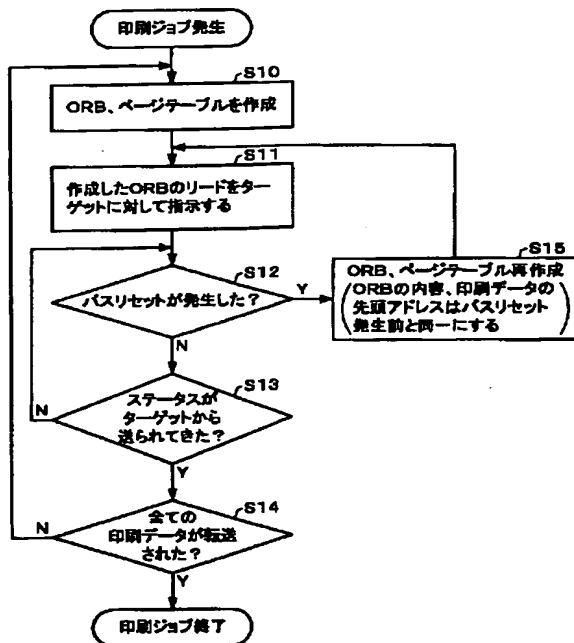 印刷ジョブ発生
S10
ORB、ページテーブルを作成
S11
作成したORBのリードをター
ゲットに対して指示する
S12
バスリセットが発生した?
Y
N
S15
ORB、ページテーブル再作成
(ORBの内容、印刷データの
先頭アドレスはバスリセット
発生前と同一にする)
S13
ステータスが
ターゲットから
送られてきた?
N
Y
S14
全ての
印刷データが転送
された?
N
Y
印刷ジョブ終了